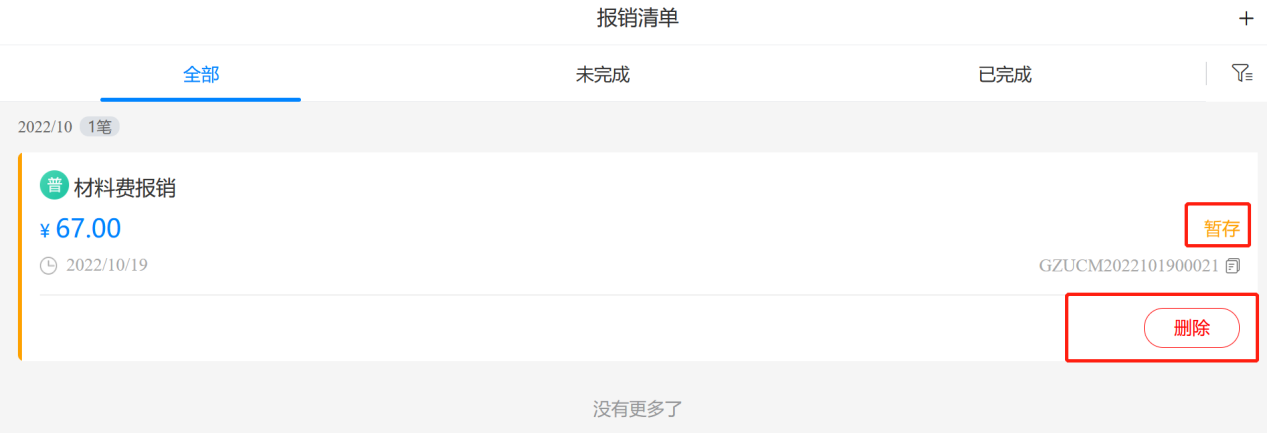 报销清单 +
全部 未完成 已完成
2022/10 1笔
普 材料费报销
¥ 67.00 暂存
2022/10/19 GZUCM2022101900021
删除
没有更多了